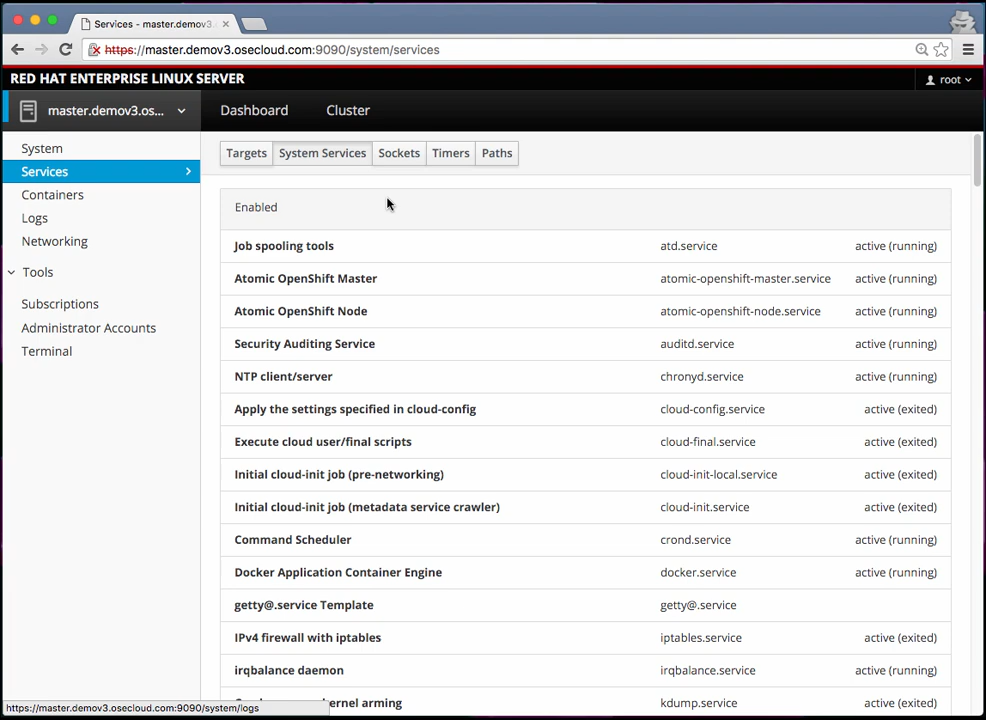 Services - master.demov3.
https://master.demov3.osecloud.com:9090/system/services
RED HAT ENTERPRISE LINUX SERVER
root
master.demov3.os...
Dashboard
Cluster
System
Services
Containers
Logs
Networking
Tools
Subscriptions
Administrator Accounts
Terminal
Targets
System Services
Sockets
Timers
Paths
Enabled
Job spooling tools atd.service active (running)
Atomic OpenShift Master atomic-openshift-master.service active (running)
Atomic OpenShift Node atomic-openshift-node.service active (running)
Security Auditing Service auditd.service active (running)
NTP client/server chronyd.service active (running)
Apply the settings specified in cloud-config cloud-config.service active (exited)
Execute cloud user/final scripts cloud-final.service active (exited)
Initial cloud-init job (pre-networking) cloud-init-local.service active (exited)
Initial cloud-init job (metadata service crawler) cloud-init.service active (exited)
Command Scheduler crond.service active (running)
Docker Application Container Engine docker.service active (running)
getty@.service Template getty@.service
IPv4 firewall with iptables iptables.service active (exited)
irqbalance daemon irqbalance.service active (running)
arming kdump.service active (exited)
https://master.demov3.osecloud.com:9090/system/logs